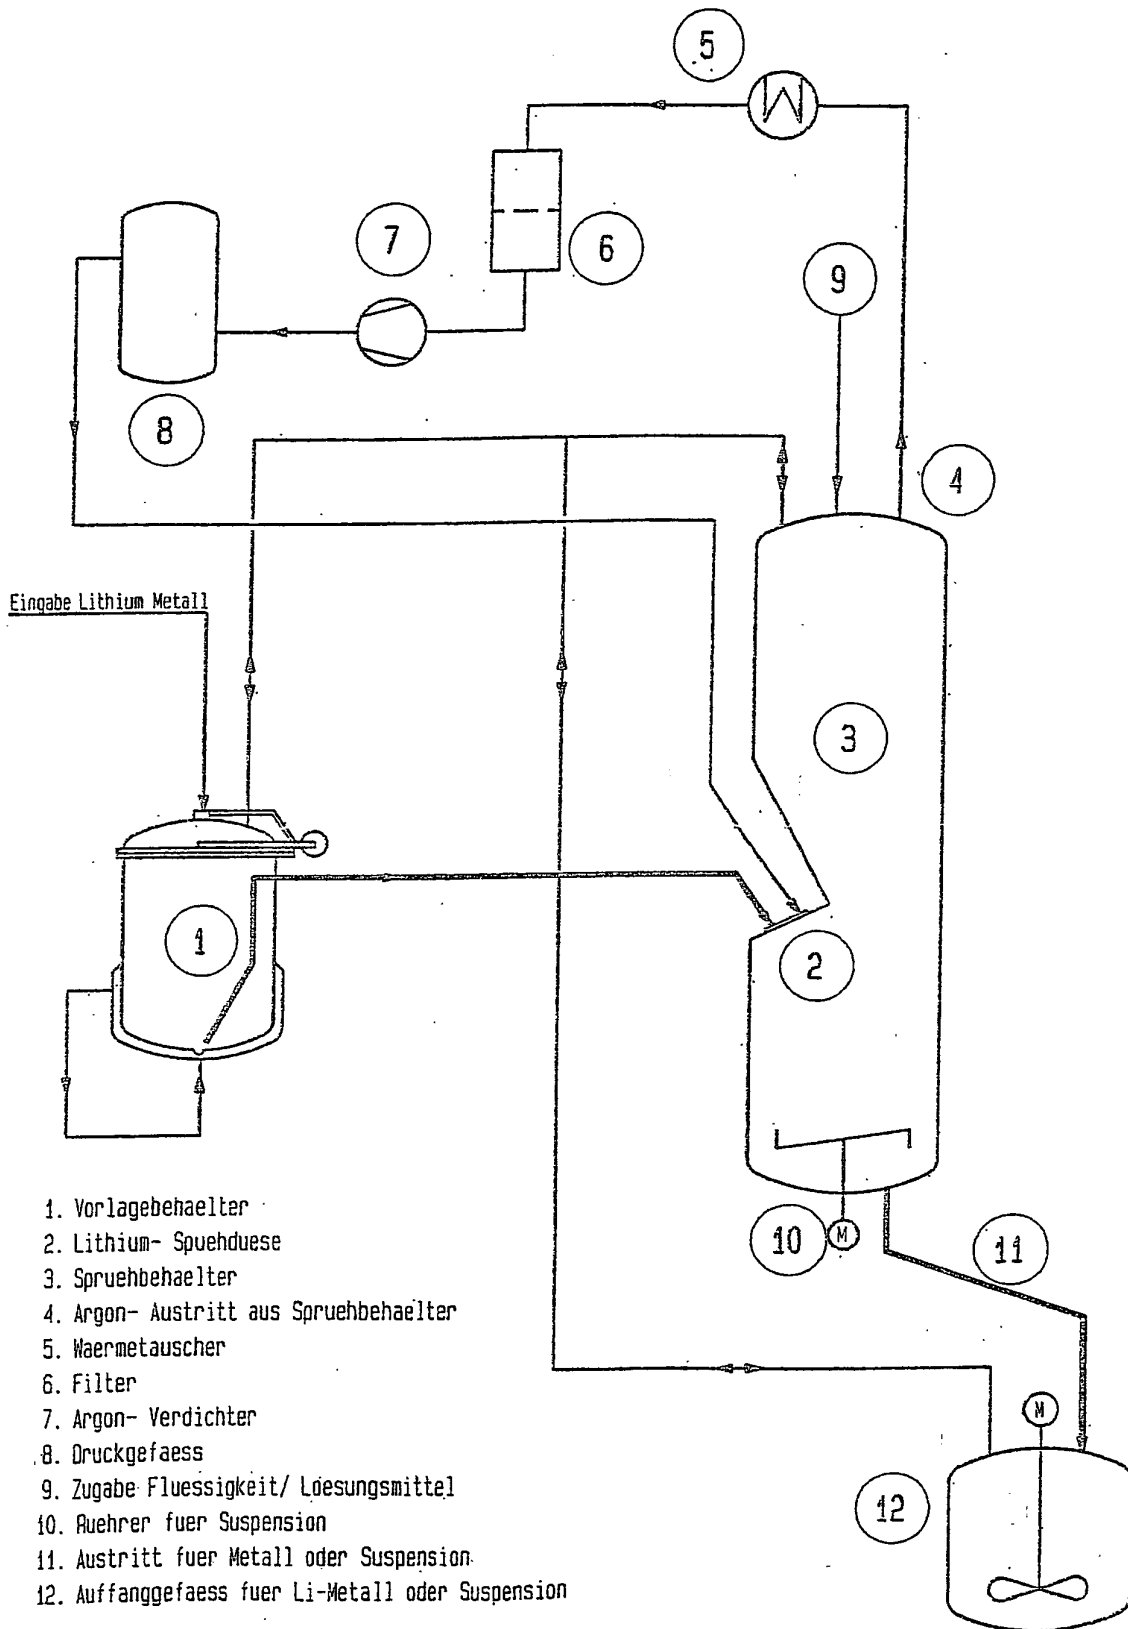 5
7
6
9
8
4
Eingabe Lithium Metall
3
1
2
10
M
11
M
12
1. Vorlagebehaelter
2. Lithium- Spuehduese
3. Spruehbehaelter
4. Argon- Austritt aus Spruehbehaelter
5. Waermetauscher
6. Filter
7. Argon- Verdichter
8. Druckgefaess
9. Zugabe Fluessigkeit/ Loesungsmittel
10. Ruehrer fuer Suspension
11. Austritt fuer Metall oder Suspension
12. Auffanggefaess fuer Li-Metall oder Suspension